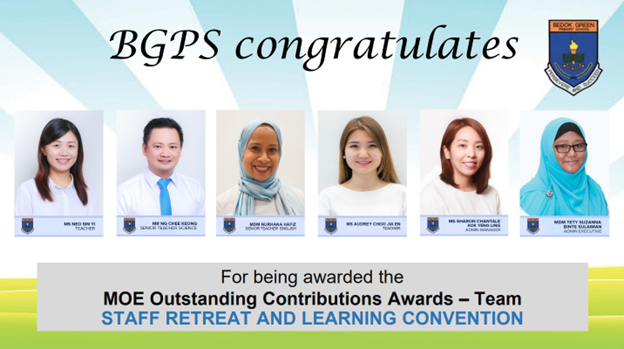 BGPS congratulates
BEDOK GREEN
PRIMARY SCHOOL
MS NEO SIN YI
TEACHER
MR NG CHEE KEONG
SENIOR TEACHER SCIENCE
MDM NURHANA HAFIZ
SENIOR TEACHER ENGLISH
MS AUDREY CHOO JIA EN
TEACHER
MS SHARON CHANTALE
KOK YENG LING
ADMIN MANAGER
MDM TETY SUZANNA
BINTE SULAIMAN
ADMIN EXECUTIVE
For being awarded the
MOE Outstanding Contributions Awards – Team
STAFF RETREAT AND LEARNING CONVENTION